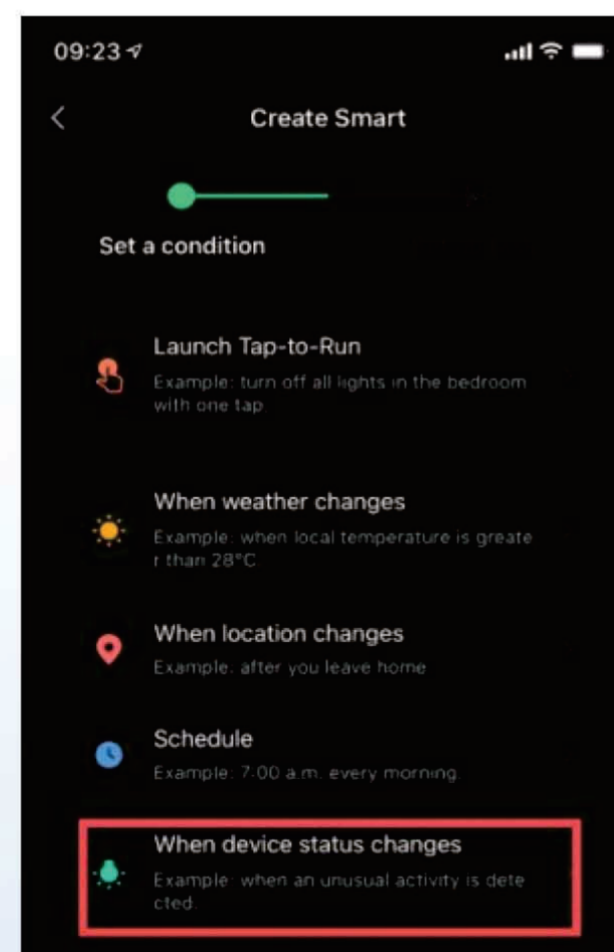 09:23
Create Smart
Set a condition
Launch Tap-to-Run
Example: turn off all lights in the bedroom
with one tap.
When weather changes
Example: when local temperature is greate
r than 28°C.
When location changes
Example: after you leave home
Schedule
Example: 7:00 a.m. every morning.
When device status changes
Example: when an unusual activity is dete
cted.